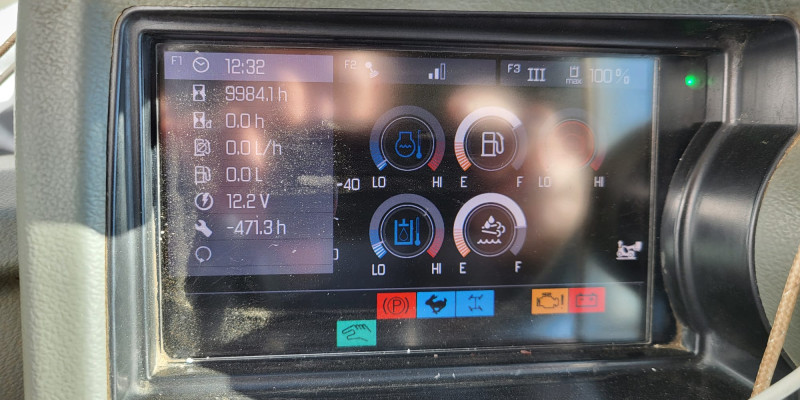 F1 12:32
F2
F3 III max 100%
9984.1 h
0.0 h
0.0 L/h
0.0 L
12.2 V
-471.3 h
-40
LO HI E F LO HI
LO HI E F
(P)